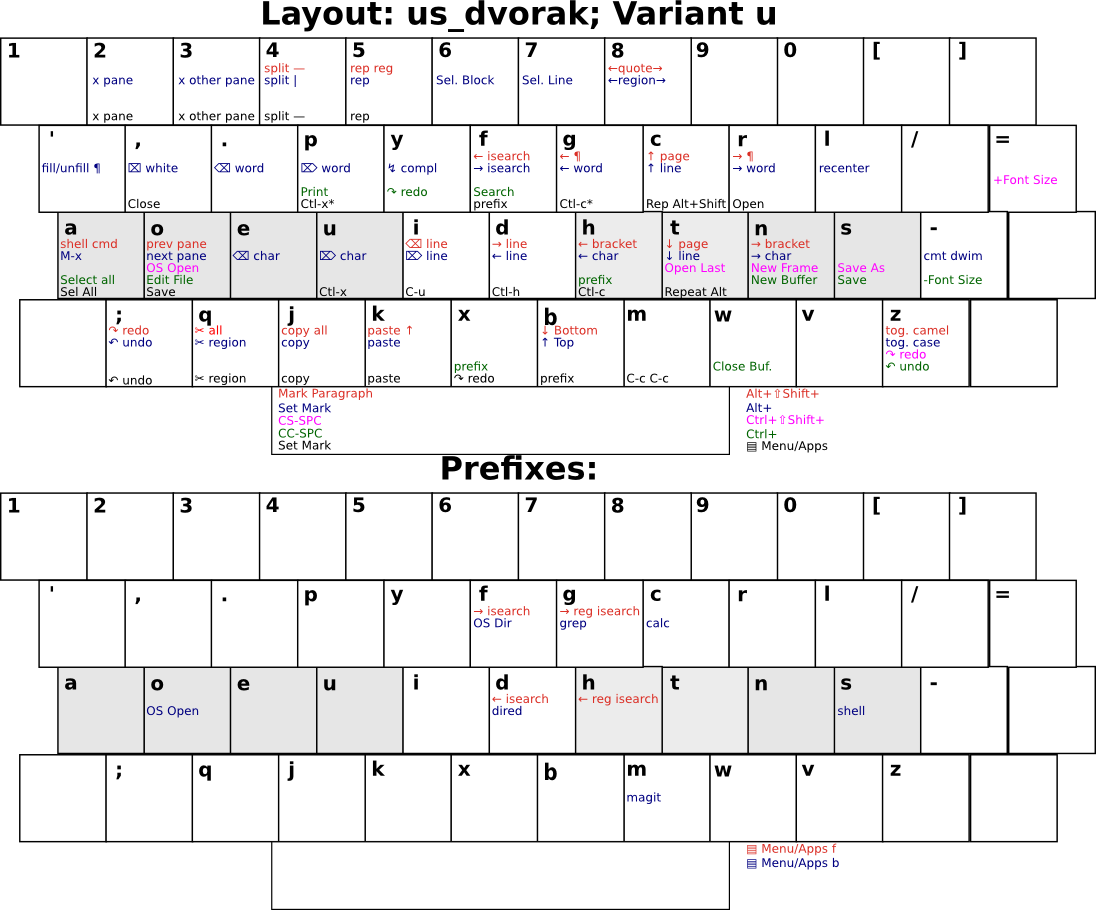 Layout: us_dvorak; Variant u
1 2 3 4 5 6 7 8 9 0 [ ]
split — rep reg ←quote→
x pane x other pane split | rep Sel. Block Sel. Line ←region→
x pane x other pane split — rep
' , . p y f g c r l / =
← isearch ← ¶ ↑ page → ¶
fill/unfill ¶ ⌧ white ⌫ word ⌦ word ↯ compl → isearch ← word ↑ line → word recenter
+Font Size
Print ↷ redo Search
Close Ctl-x* prefix Ctl-c* Rep Alt+Shift Open
a o e u i d h t n s -
shell cmd prev pane ⌫ line → line ← bracket ↓ page → bracket
M-x next pane ⌫ char ⌦ char ⌦ line ← line ← char ↓ line → char cmt dwim
OS Open Open Last New Frame Save As
Select all Edit File prefix New Buffer Save -Font Size
Sel All Save Ctl-x C-u Ctl-h Ctl-c Repeat Alt
; q j k x b m w v z
↷ redo ✂ all copy all paste ↑ ↓ Bottom tog. camel
↶ undo ✂ region copy paste ↑ Top tog. case
↷ redo
prefix Close Buf. ↶ undo
↶ undo ✂ region copy paste ↷ redo prefix C-c C-c
Mark Paragraph Alt+⇧Shift+
Set Mark Alt+
CS-SPC Ctrl+⇧Shift+
CC-SPC Ctrl+
Set Mark ▤ Menu/Apps
Prefixes:
1 2 3 4 5 6 7 8 9 0 [ ]
' , . p y f g c r l / =
→ isearch → reg isearch
OS Dir grep calc
a o e u i d h t n s -
← isearch ← reg isearch
OS Open dired shell
; q j k x b m w v z
magit
▤ Menu/Apps f
▤ Menu/Apps b